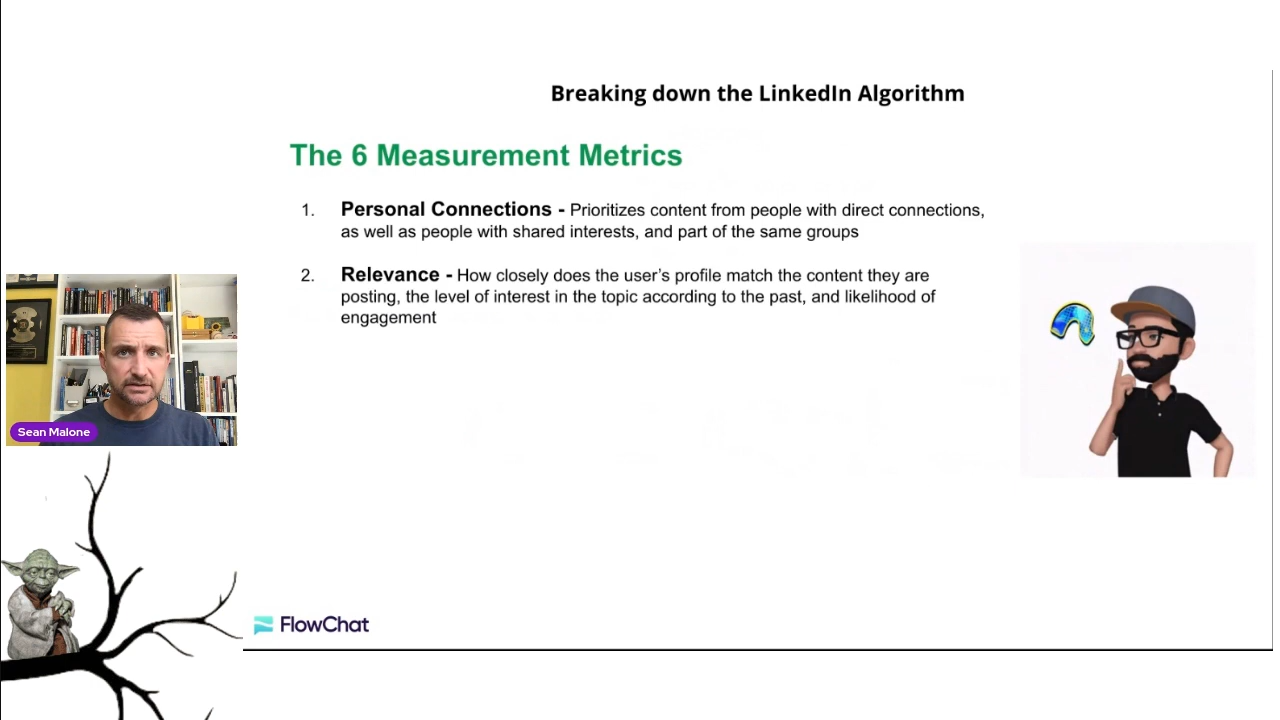 Breaking down the LinkedIn Algorithm
The 6 Measurement Metrics
1. Personal Connections - Prioritizes content from people with direct connections,
as well as people with shared interests, and part of the same groups
2. Relevance - How closely does the user’s profile match the content they are
posting, the level of interest in the topic according to the past, and likelihood of
engagement
Sean Malone
FlowChat